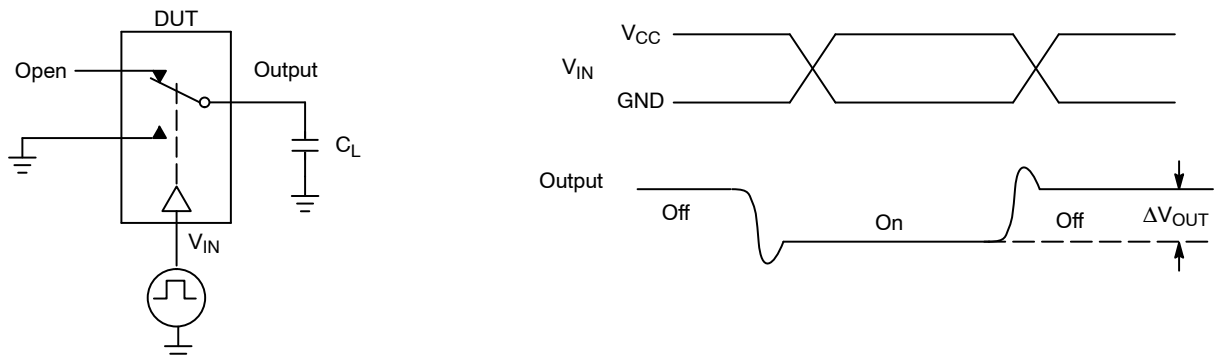 DUT
Open
Output
C_L
V_IN
V_CC
V_IN
GND
Output
Off
On
Off
ΔV_OUT